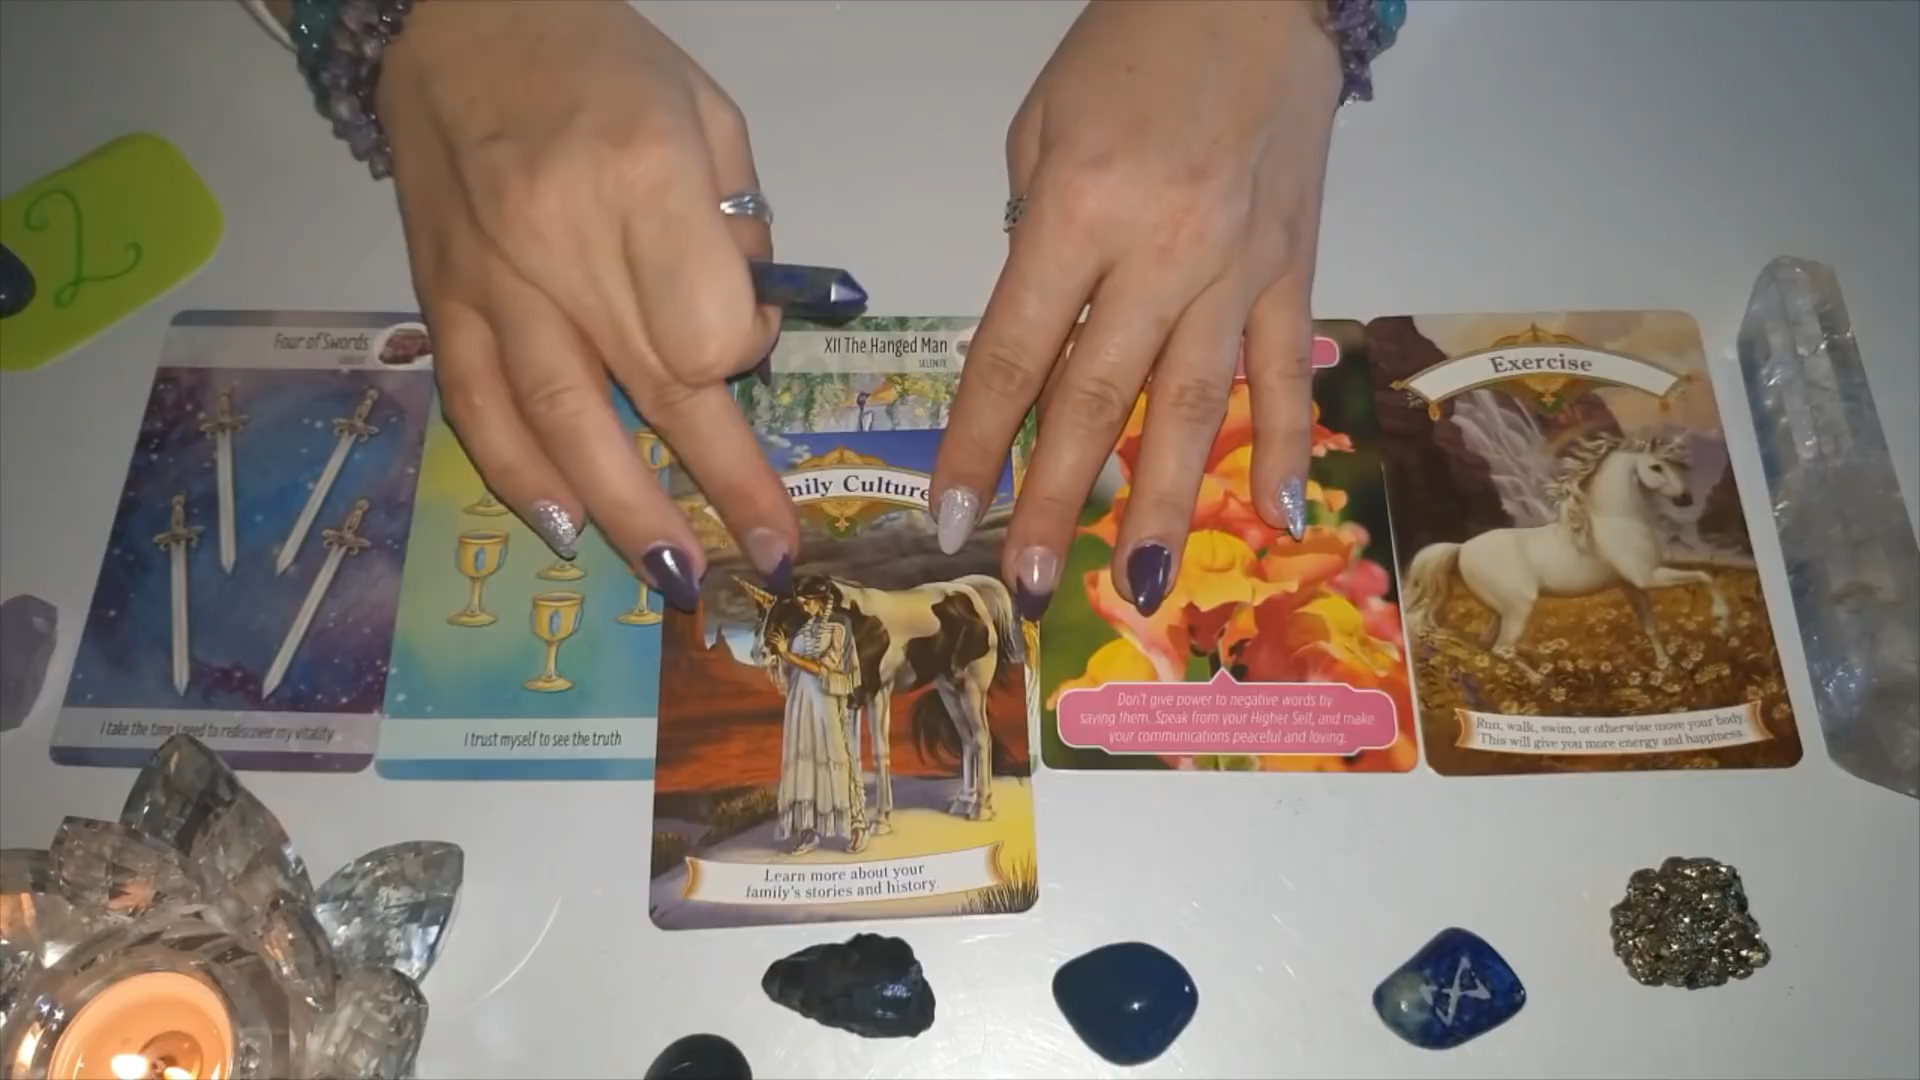 2
Four of Swords
I take the time I need to rediscover my vitality
I trust myself to see the truth
XII The Hanged Man
SELENITE
mily Culture
Learn more about your
family's stories and history.
Don't give power to negative words by
saying them. Speak from your Higher Self, and make
your communications peaceful and loving.
Exercise
Run, walk, swim, or otherwise move your body.
This will give you more energy and happiness.